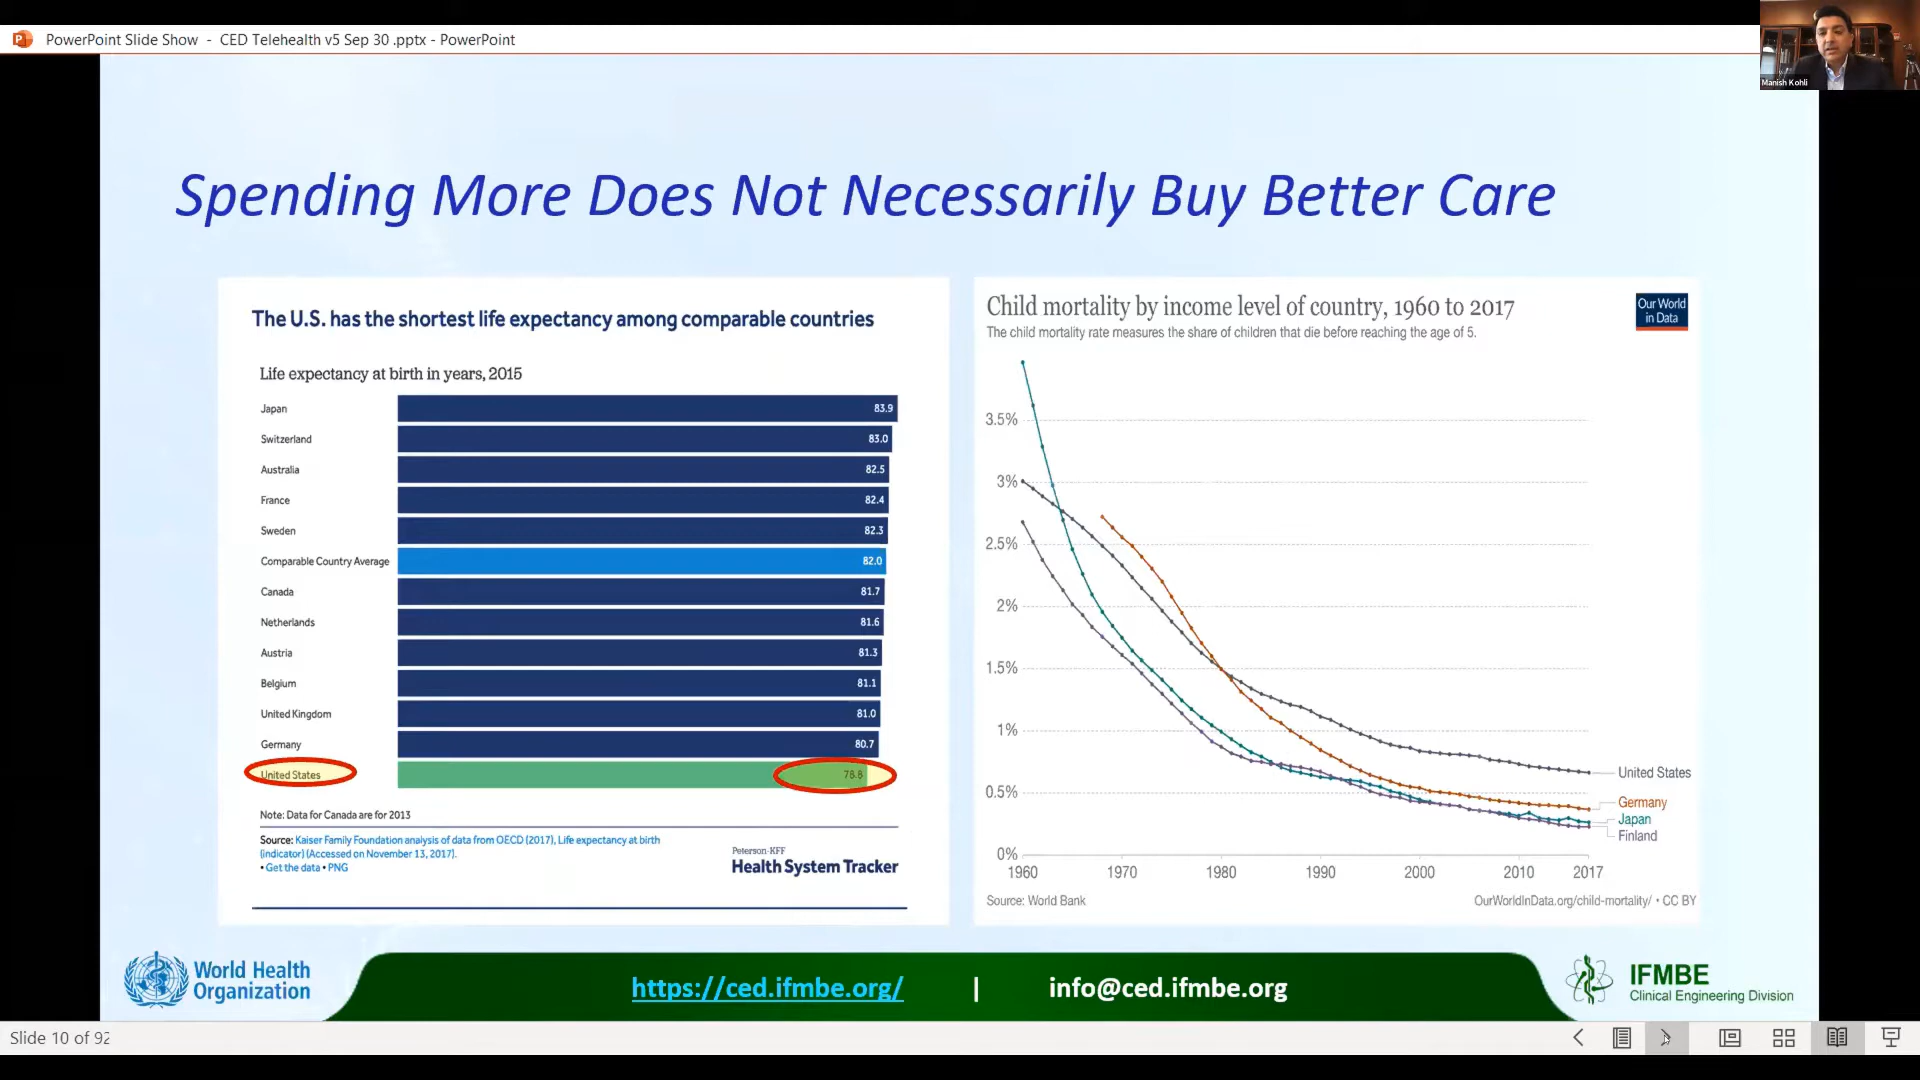 PowerPoint Slide Show - CED Telehealth v5 Sep 30 .pptx - PowerPoint
Manish Kohli
Spending More Does Not Necessarily Buy Better Care
The U.S. has the shortest life expectancy among comparable countries
Life expectancy at birth in years, 2015
Japan 83.9
Switzerland 83.0
Australia 82.5
France 82.4
Sweden 82.3
Comparable Country Average 82.0
Canada 81.7
Netherlands 81.6
Austria 81.3
Belgium 81.1
United Kingdom 81.0
Germany 80.7
United States 78.8
Note: Data for Canada are for 2013
Source: Kaiser Family Foundation analysis of data from OECD (2017), Life expectancy at birth
(indicator) (Accessed on November 13, 2017).
• Get the data • PNG
Peterson-KFF
Health System Tracker
Child mortality by income level of country, 1960 to 2017
The child mortality rate measures the share of children that die before reaching the age of 5.
Our World
in Data
3.5%
3%
2.5%
2%
1.5%
1%
0.5%
0%
United States
Germany
Japan
Finland
1960 1970 1980 1990 2000 2010 2017
Source: World Bank
OurWorldInData.org/child-mortality/ • CC BY
World Health
Organization
https://ced.ifmbe.org/ | info@ced.ifmbe.org
IFMBE
Clinical Engineering Division
Slide 10 of 92